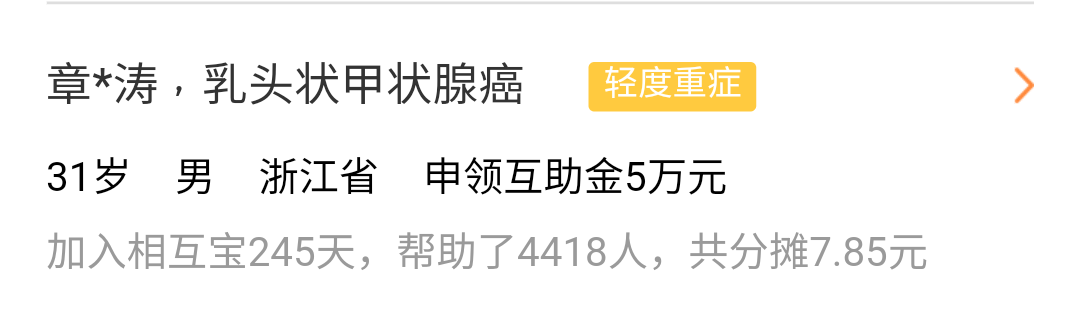 章*涛，乳头状甲状腺癌 轻度重症
31岁 男 浙江省 申领互助金5万元
加入相互宝245天，帮助了4418人，共分摊7.85元